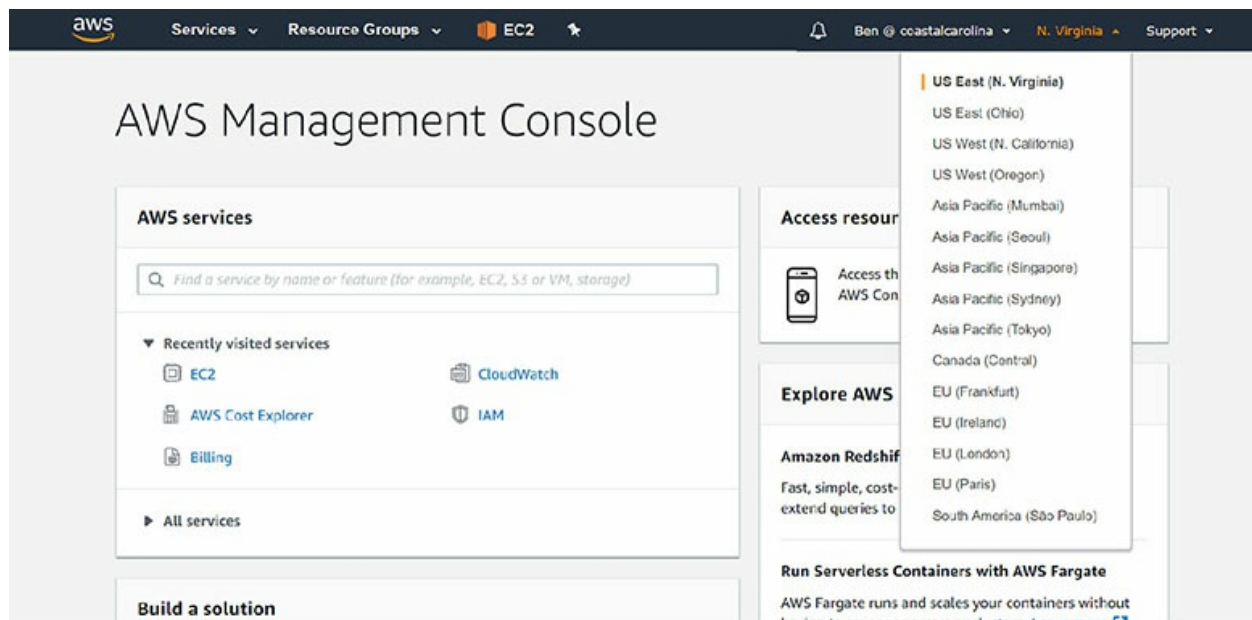 aws Services Resource Groups EC2 Ben @ coastalcarolina N. Virginia Support
US East (N. Virginia)
US East (Ohio)
US West (N. California)
US West (Oregon)
Asia Pacific (Mumbai)
Asia Pacific (Seoul)
Asia Pacific (Singapore)
Asia Pacific (Sydney)
Asia Pacific (Tokyo)
Canada (Central)
EU (Frankfurt)
EU (Ireland)
EU (London)
EU (Paris)
South America (São Paulo)
AWS Management Console
AWS services
Find a service by name or feature (for example, EC2, S3 or VM, storage)
Recently visited services
EC2 CloudWatch
AWS Cost Explorer IAM
Billing
All services
Build a solution
Access resour
Access th
AWS Con
Explore AWS
Amazon Redshif
Fast, simple, cost-
extend queries to
Run Serverless Containers with AWS Fargate
AWS Fargate runs and scales your containers without